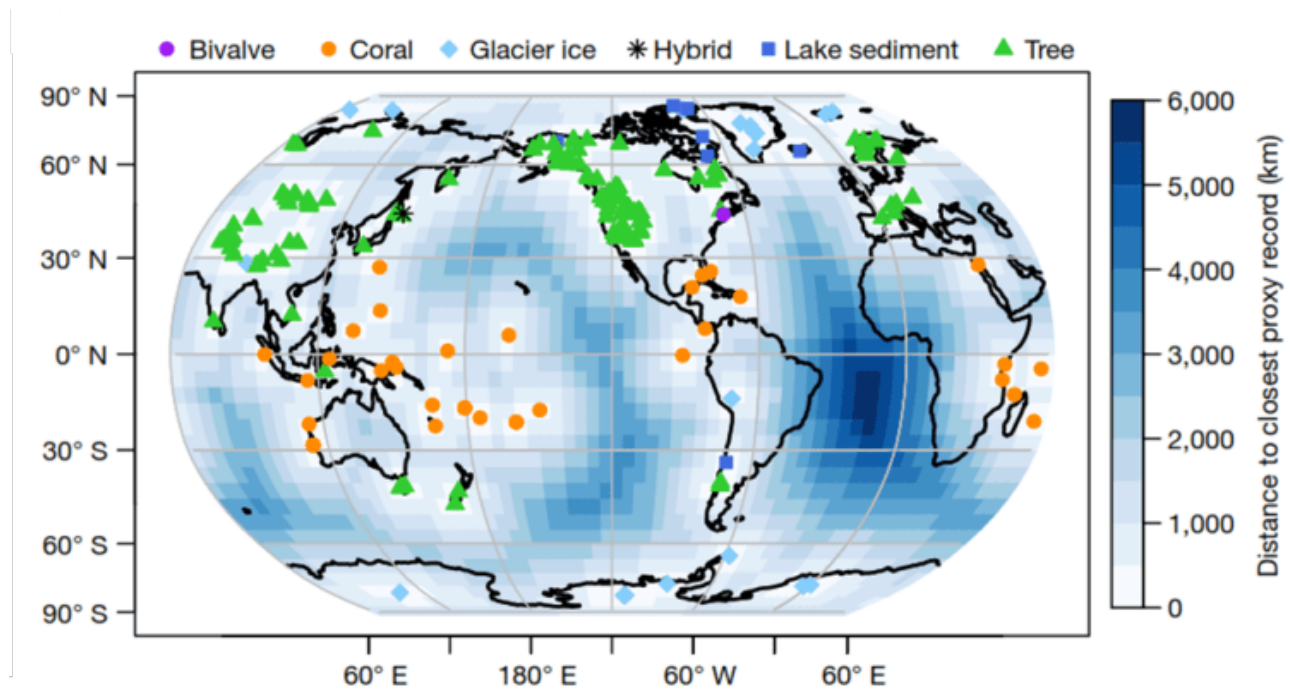 Bivalve Coral Glacier ice Hybrid Lake sediment Tree
90° N
60° N
30° N
0° N
30° S
60° S
90° S
60° E 180° E 60° W 60° E
6,000
5,000
4,000
3,000
2,000
1,000
0
Distance to closest proxy record (km)